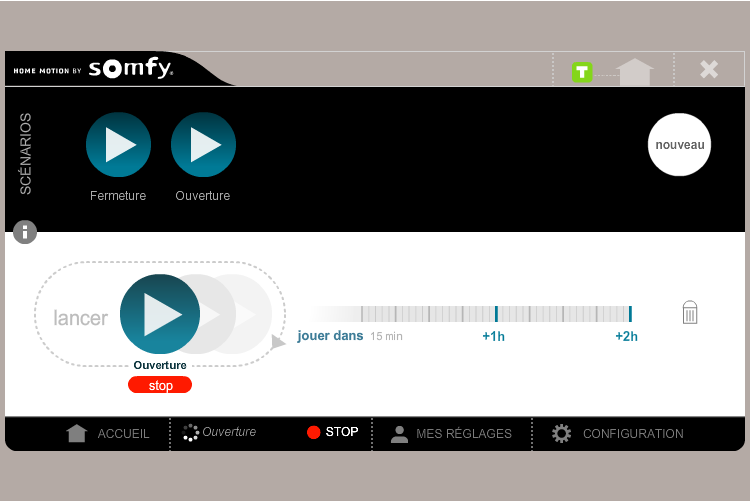 HOME MOTION BY somfy.
T
SCÉNARIOS
Fermeture
Ouverture
nouveau
i
lancer
Ouverture
stop
jouer dans 15 min +1h +2h
ACCUEIL Ouverture STOP MES RÉGLAGES CONFIGURATION